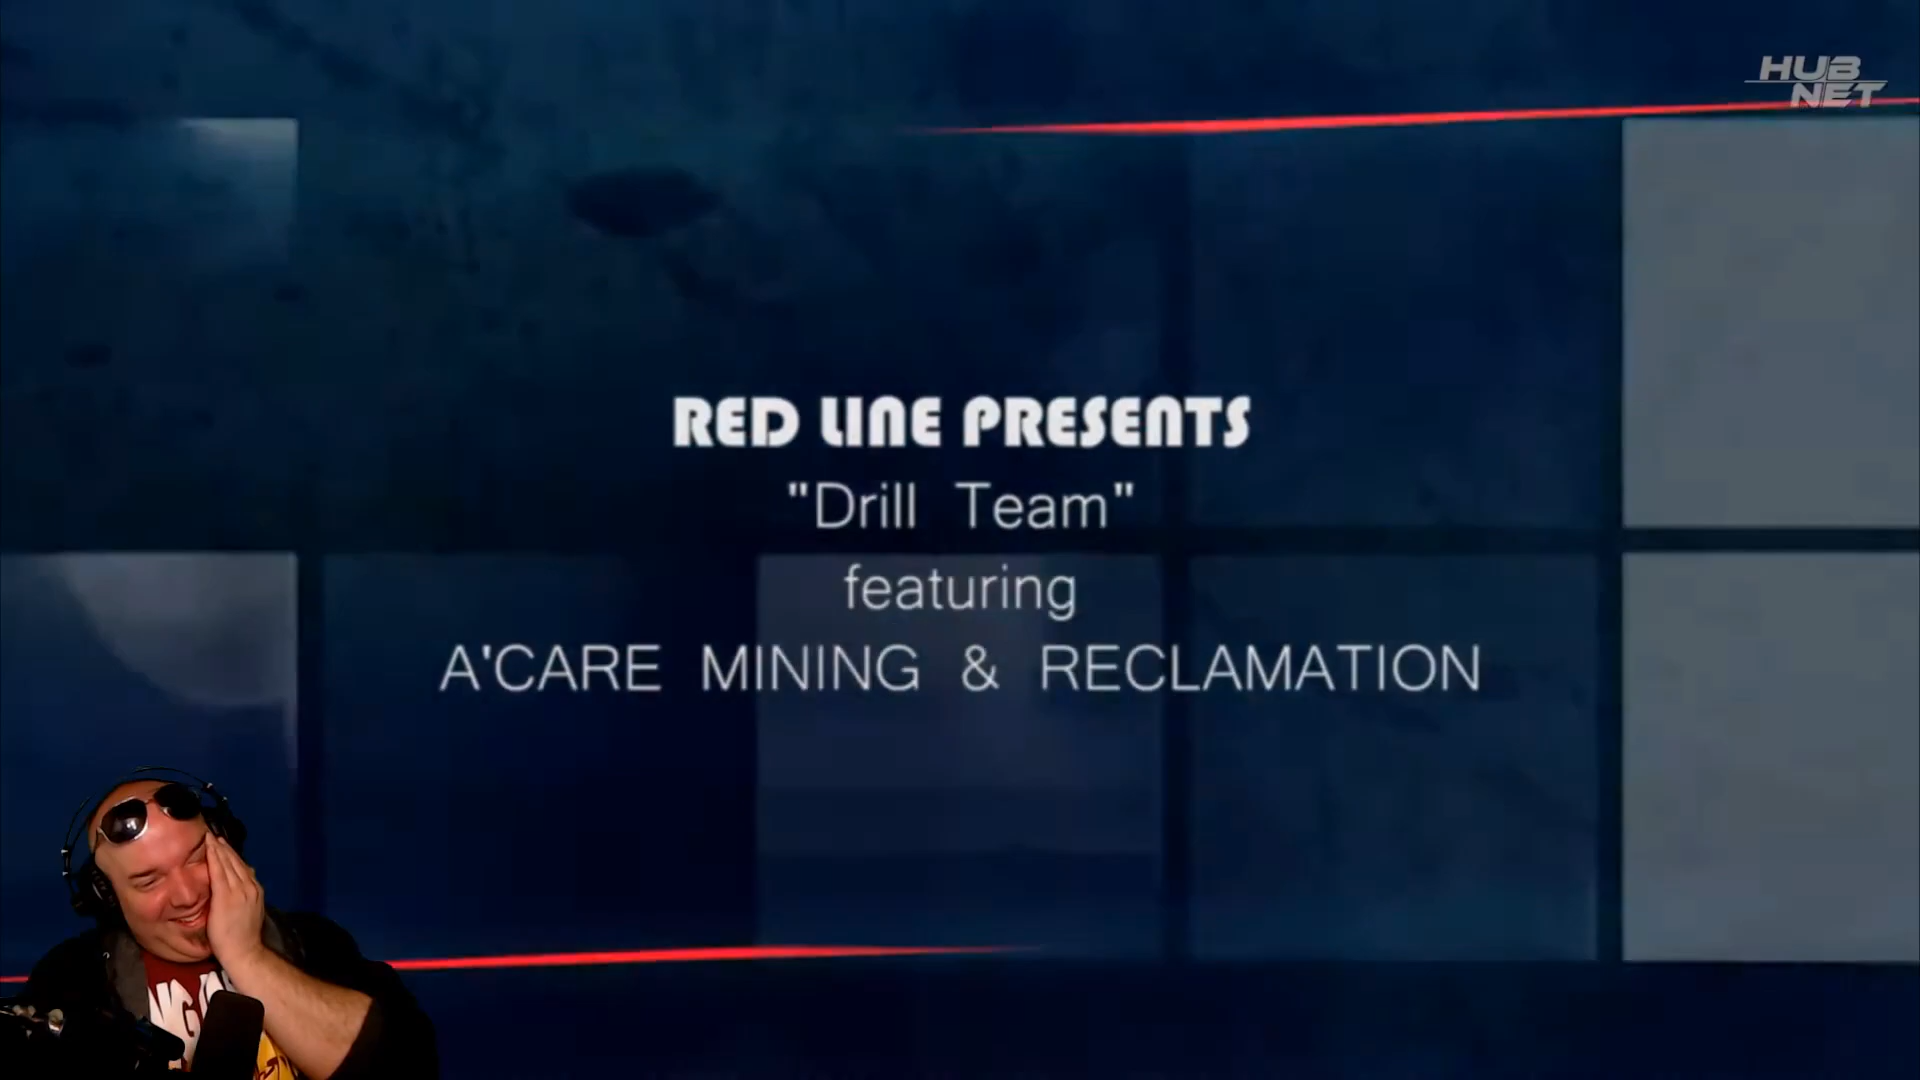 HUB
NET
RED LINE PRESENTS
"Drill Team"
featuring
A'CARE MINING & RECLAMATION